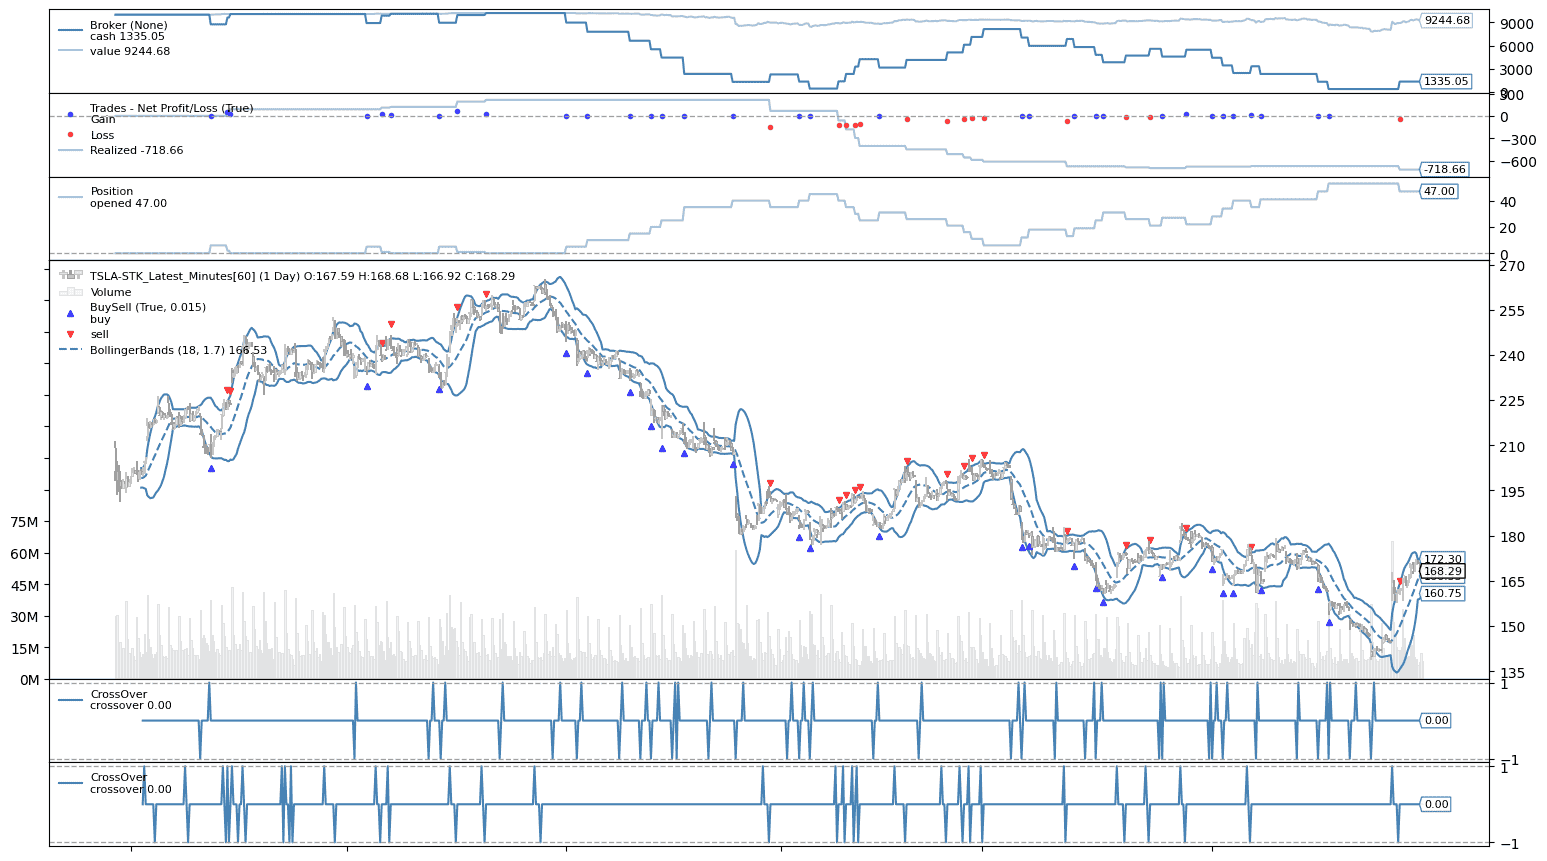 Broker (None)
cash 1335.05
value 9244.68
9244.68
1335.05
9000
6000
3000
0
Trades - Net Profit/Loss (True)
Gain
Loss
Realized -718.66
-718.66
300
0
−300
−600
Position
opened 47.00
47.00
40
20
0
TSLA-STK_Latest_Minutes[60] (1 Day) O:167.59 H:168.68 L:166.92 C:168.29
Volume
BuySell (True, 0.015)
buy
sell
BollingerBands (18, 1.7) 166.53
270
255
240
225
210
195
180
165
150
135
75M
60M
45M
30M
15M
0M
172.30
168.29
160.75
CrossOver
crossover 0.00
0.00
1
−1
CrossOver
crossover 0.00
0.00
1
−1